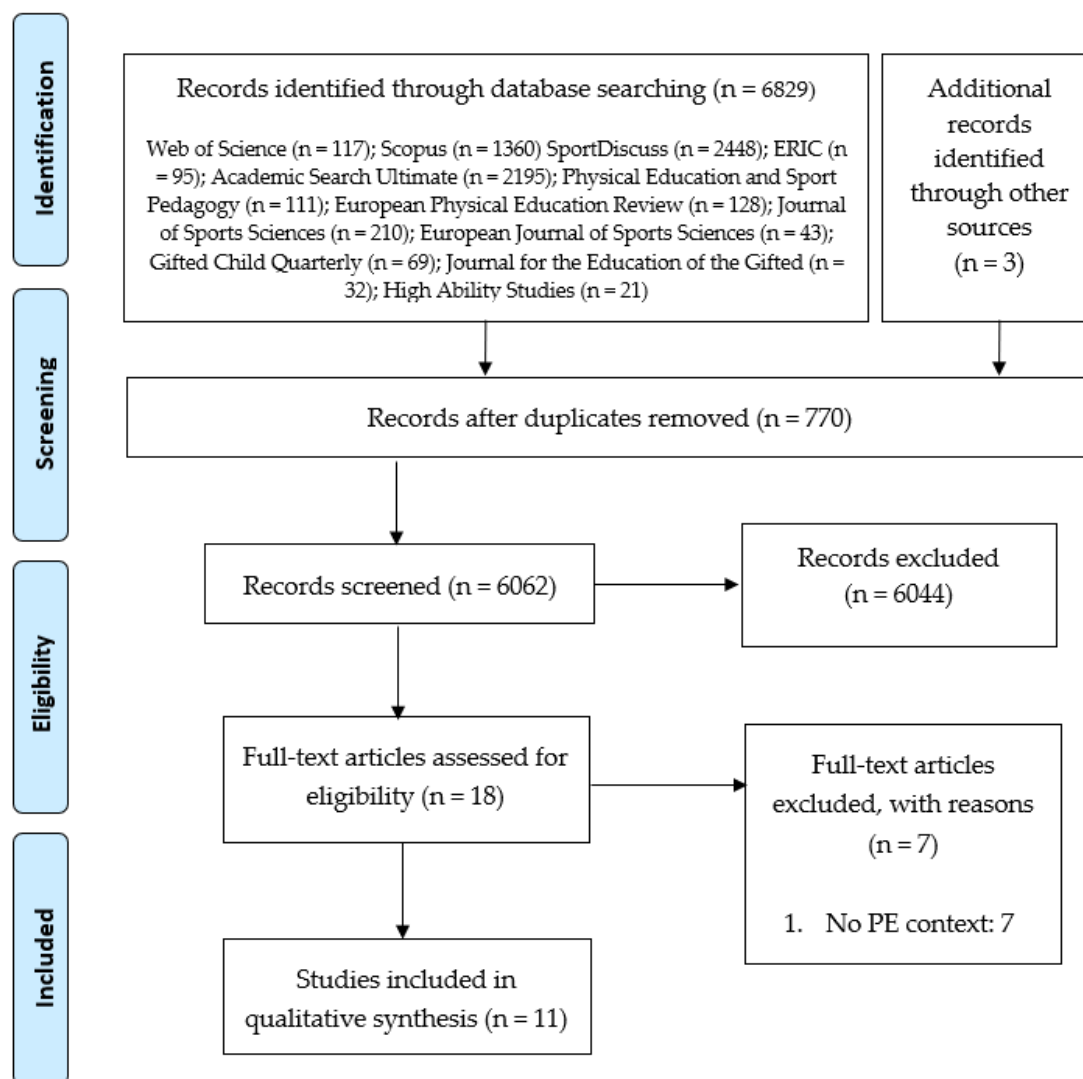 Identification
Records identified through database searching (n = 6829)
Web of Science (n = 117); Scopus (n = 1360) SportDiscuss (n = 2448); ERIC (n
= 95); Academic Search Ultimate (n = 2195); Physical Education and Sport
Pedagogy (n = 111); European Physical Education Review (n = 128); Journal
of Sports Sciences (n = 210); European Journal of Sports Sciences (n = 43);
Gifted Child Quarterly (n = 69); Journal for the Education of the Gifted (n =
32); High Ability Studies (n = 21)
Additional
records
identified
through other
sources
(n = 3)
Screening
Records after duplicates removed (n = 770)
Records screened (n = 6062)
Records excluded
(n = 6044)
Eligibility
Full-text articles assessed for
eligibility (n = 18)
Full-text articles
excluded, with reasons
(n = 7)
1. No PE context: 7
Included
Studies included in
qualitative synthesis (n = 11)